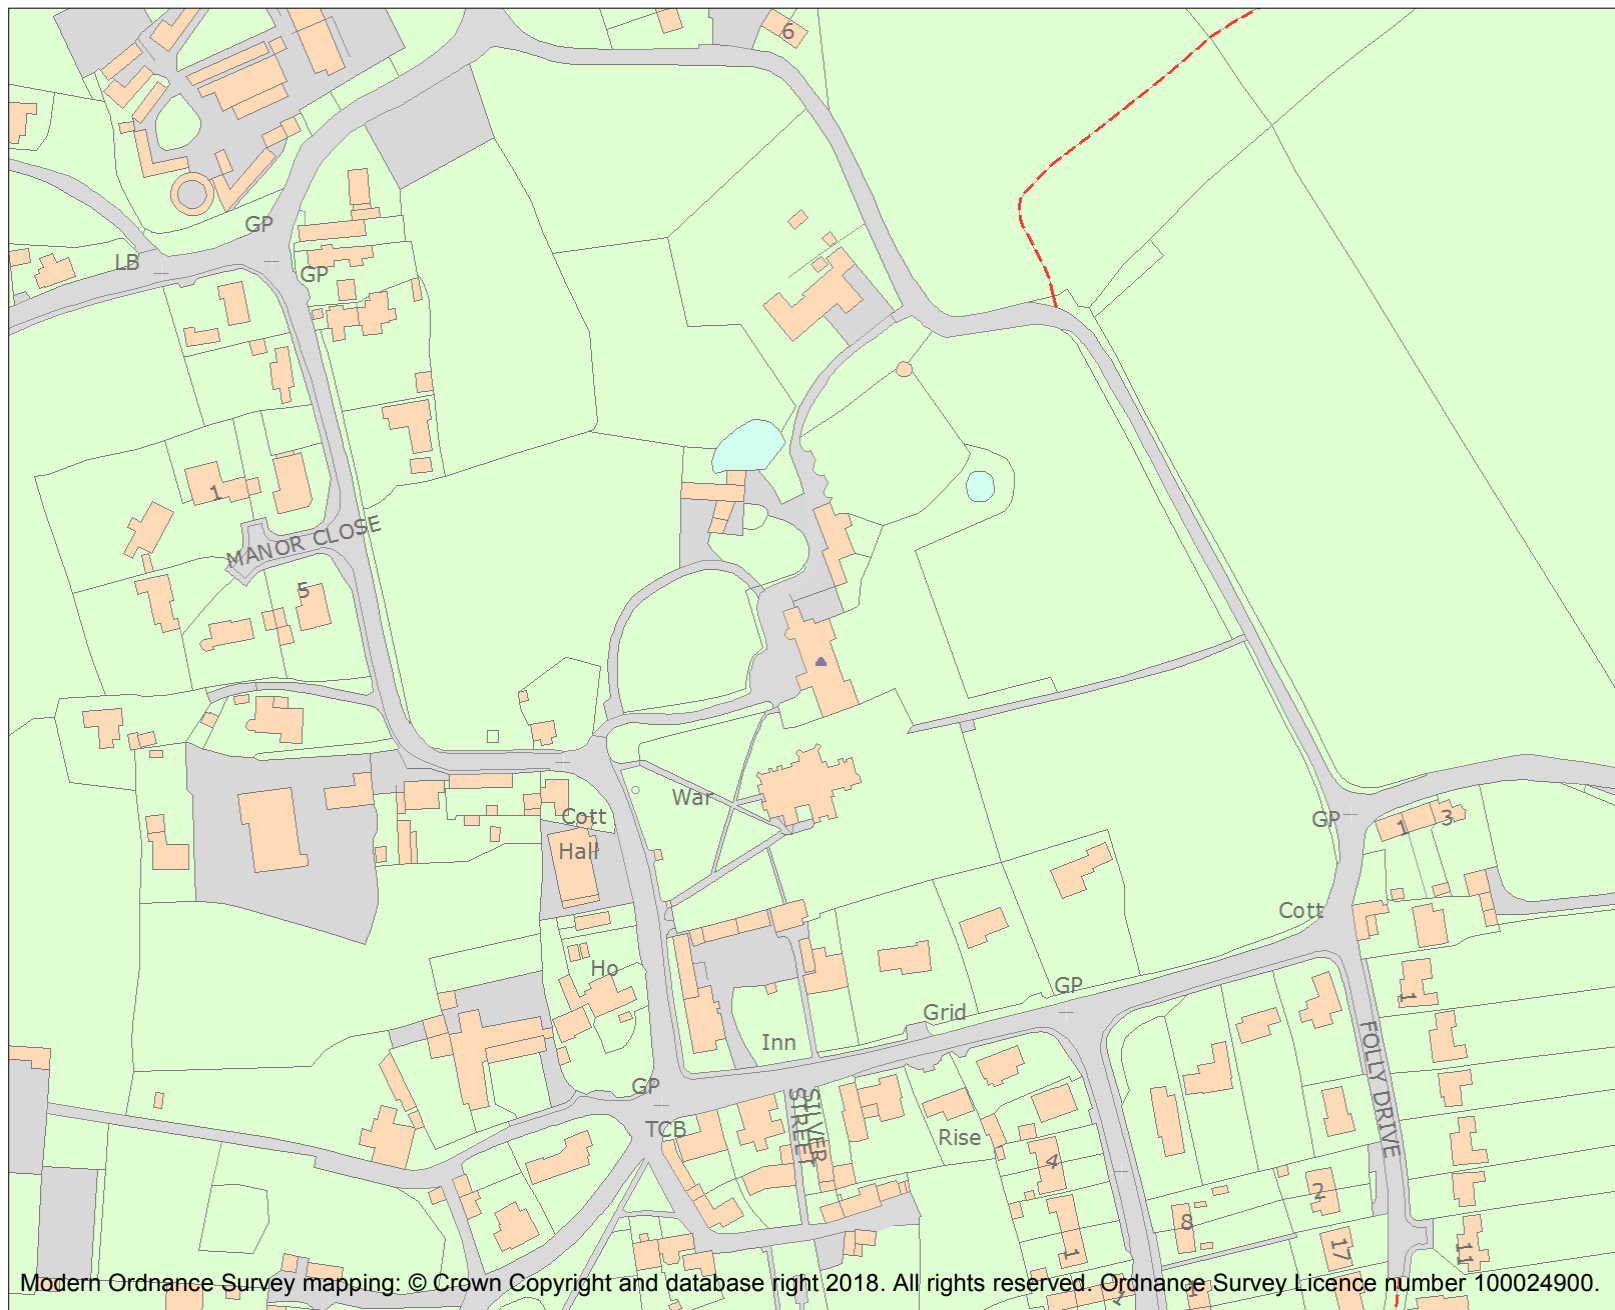 6
GP
LB
GP
1
MANOR CLOSE
5
War
Cott
Hall
GP
1
3
Cott
Ho
GP
1
Grid
Inn
FOLLY DRIVE
GP
TCB
SILVER
STREET
Rise
4
2
8
1
17
11
Modern Ordnance Survey mapping: © Crown Copyright and database right 2018. All rights reserved. Ordnance Survey Licence number 100024900.